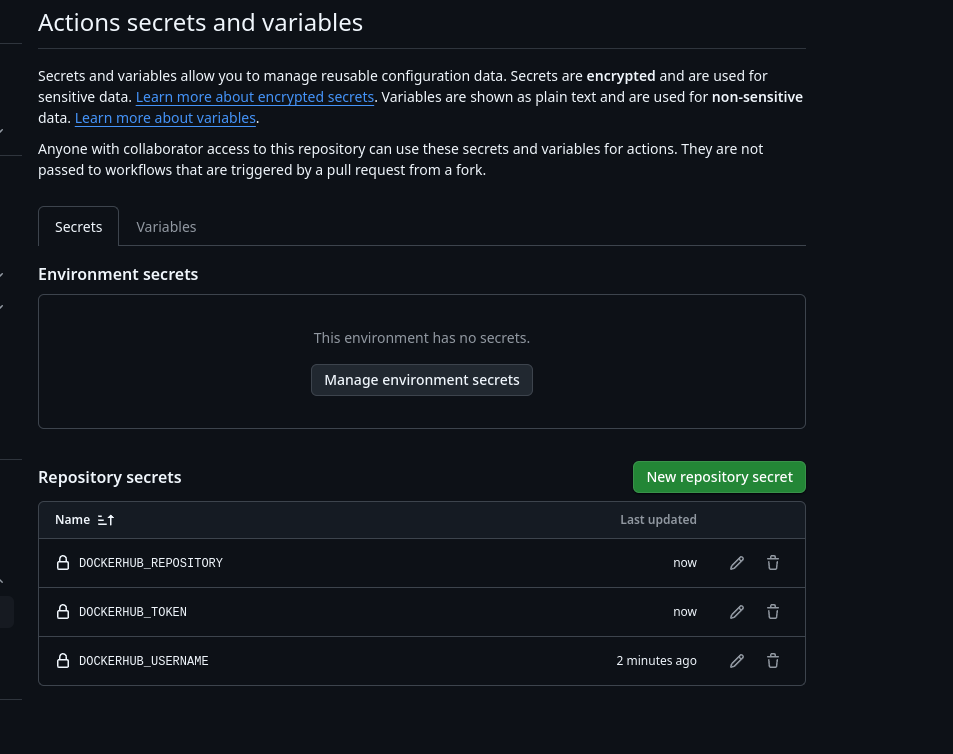 Actions secrets and variables
Secrets and variables allow you to manage reusable configuration data. Secrets are encrypted and are used for
sensitive data. Learn more about encrypted secrets. Variables are shown as plain text and are used for non-sensitive
data. Learn more about variables.
Anyone with collaborator access to this repository can use these secrets and variables for actions. They are not
passed to workflows that are triggered by a pull request from a fork.
Secrets Variables
Environment secrets
This environment has no secrets.
Manage environment secrets
Repository secrets New repository secret
Name Last updated
DOCKERHUB_REPOSITORY now
DOCKERHUB_TOKEN now
DOCKERHUB_USERNAME 2 minutes ago